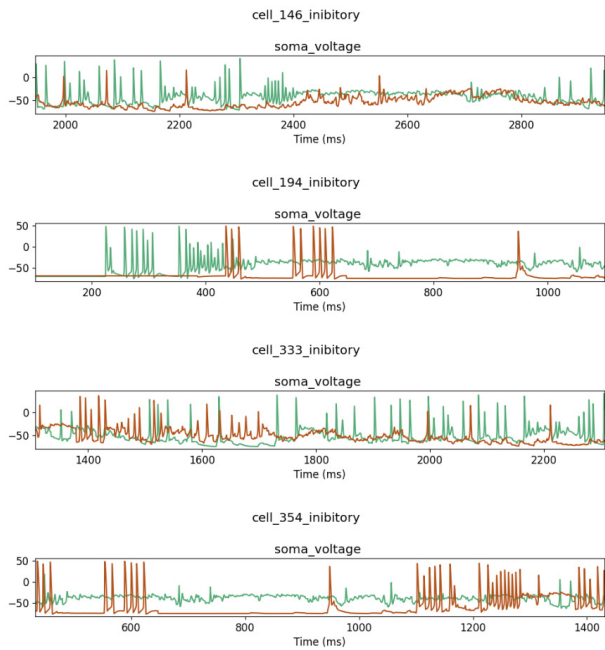 cell_146_inibitory
soma_voltage
0
−50
2000 2200 2400 2600 2800
Time (ms)
cell_194_inibitory
soma_voltage
50
0
−50
200 400 600 800 1000
Time (ms)
cell_333_inibitory
soma_voltage
0
−50
1400 1600 1800 2000 2200
Time (ms)
cell_354_inibitory
soma_voltage
50
0
−50
600 800 1000 1200 1400
Time (ms)